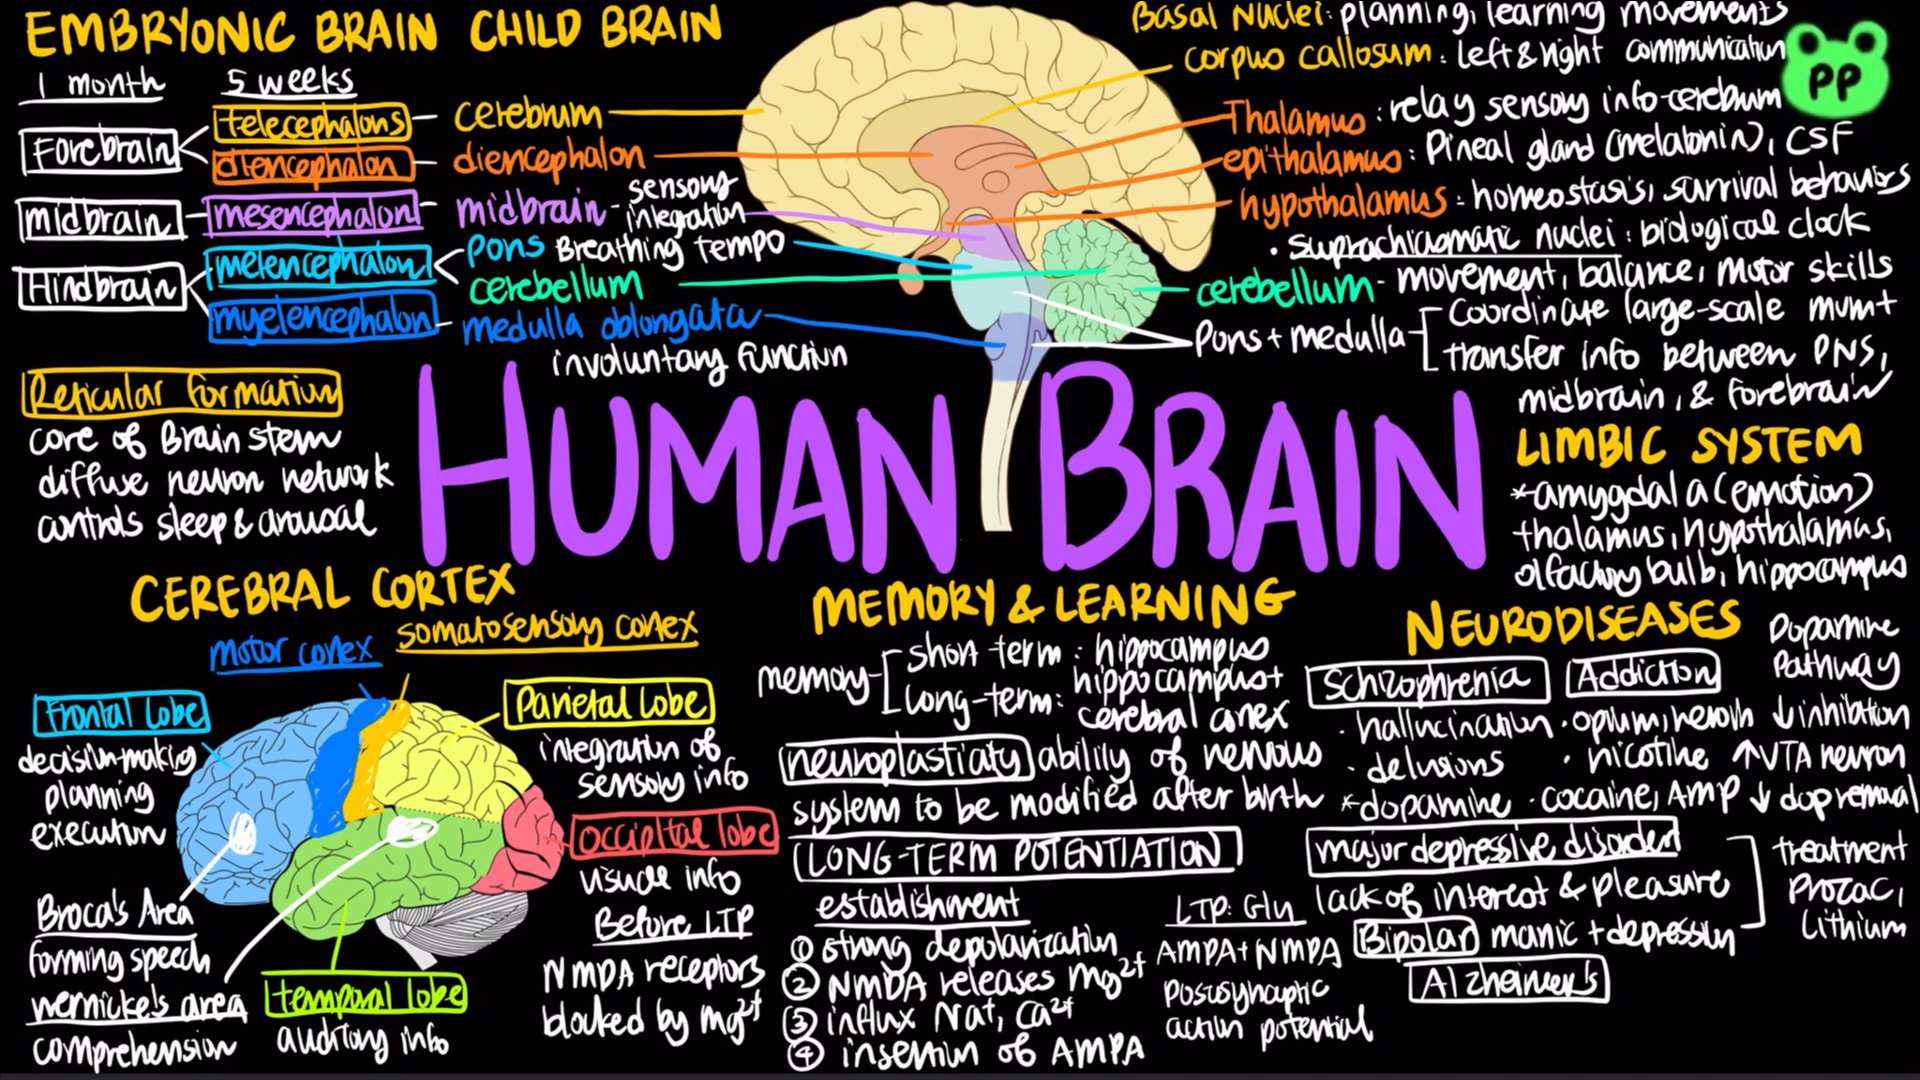 EMBRYONIC BRAIN CHILD BRAIN
1 month 5 weeks
Forebrain
telecephalons
diencephalon
midbrain
mesencephalon
Hindbrain
metencephalon
myelencephalon
cerebrum
diencephalon
midbrain - sensory integration
pons Breathing tempo
cerebellum
medulla oblongata
involuntary function
Basal Nuclei: planning, learning movements
corpus callosum: left & right communication
PP
Thalamus: relay sensory info-cerebrum
epithalamus: Pineal gland (melatonin), CSF
hypothalamus: homeostasis, survival behaviors
• suprachiasmatic nuclei: biological clock
cerebellum - movement, balance, motor skills
Pons + medulla
Coordinate large-scale mvmt
transfer info between PNS,
midbrain, & forebrain
Reticular formation
core of Brain stem
diffuse neuron network
controls sleep & arousal
HUMAN BRAIN
LIMBIC SYSTEM
*amygdala (emotion)
thalamus, hypothalamus,
olfactory bulb, hippocampus
CEREBRAL CORTEX
motor cortex
somatosensory cortex
Frontal lobe
decision-making
planning
execution
Broca's Area
forming speech
wernicke's area
comprehension
temporal lobe
auditory info
Parietal lobe
integration of
sensory info
occipital lobe
visual info
Before LTP
NMDA receptors
blocked by mg2+
MEMORY & LEARNING
memory
short term: hippocampus
long-term: hippocampus+
cerebral cortex
neuroplasticity ability of nervous
system to be modified after birth
LONG-TERM POTENTIATION
establishment
① strong depolarization
② NMDA releases Mg2+
③ influx Na+, Ca2+
④ insertion of AMPA
LTP: Glu
AMPA+NMPA
Postsynaptic
action potential
NEURODISEASES
Schizophrenia
• hallucination
• delusions
*dopamine
Addiction
• opium, heroin
• nicotine
• cocaine, AMP
Dopamine
Pathway
↓inhibition
↑VTA neuron
↓dop removal
major depressive disorder
lack of interest & pleasure
Bipolar manic + depression
treatment
Prozac,
Lithium
Alzheimer's